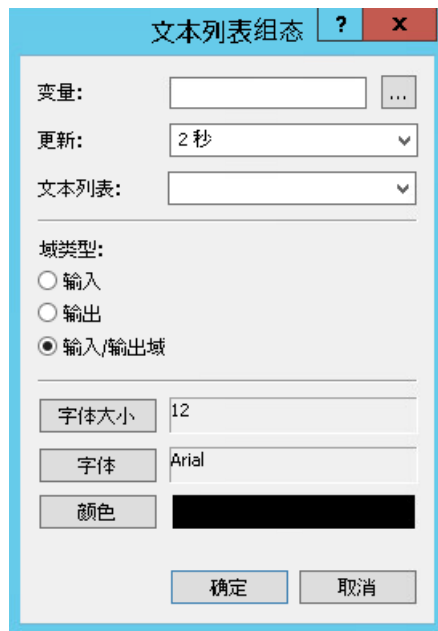 文本列表组态 ? x
变量: ...
更新: 2 秒
文本列表:
域类型:
输入
输出
输入/输出域
字体大小 12
字体 Arial
颜色
确定 取消